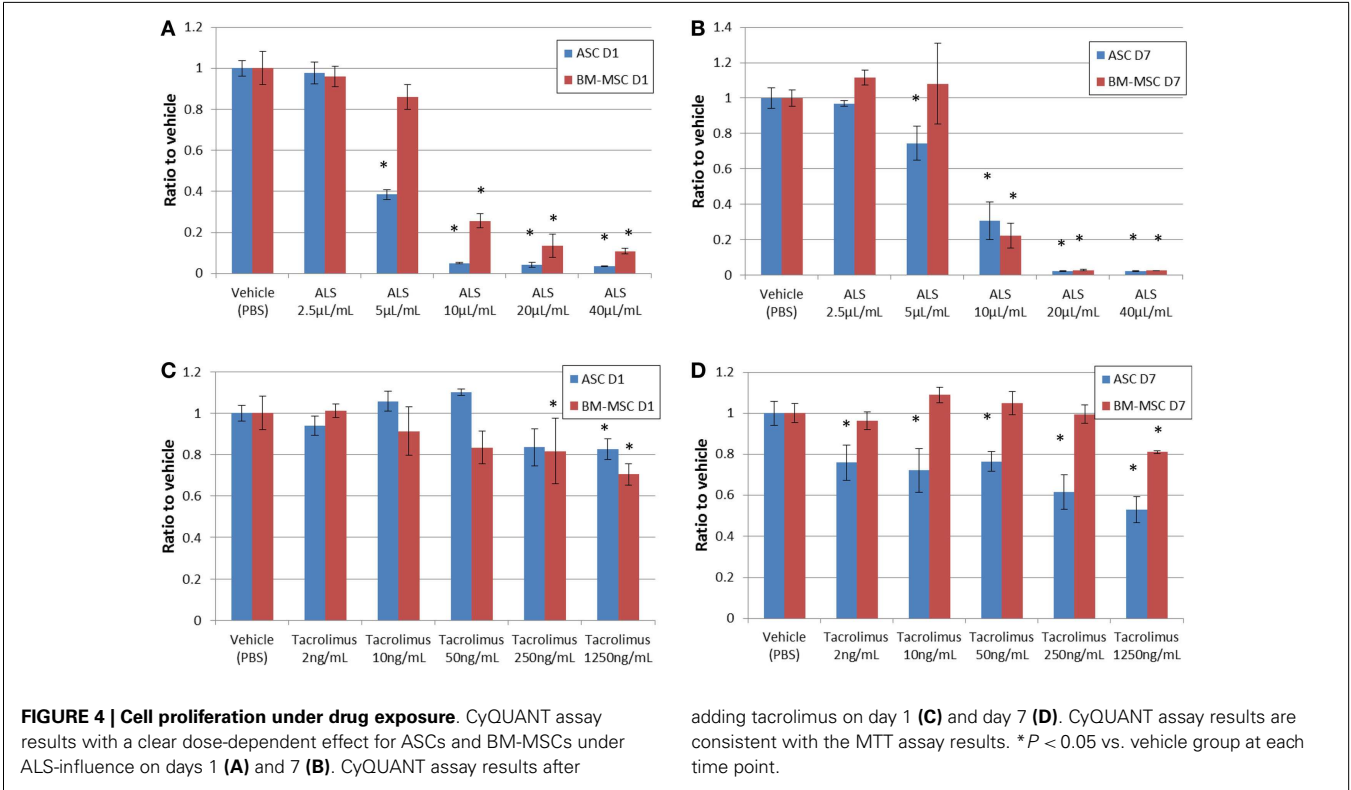 A
1.2
1
0.8
0.6
0.4
0.2
0
Ratio to vehicle
ASC D1
BM-MSC D1
* * * * * * *
Vehicle (PBS)
ALS 2.5µL/mL
ALS 5µL/mL
ALS 10µL/mL
ALS 20µL/mL
ALS 40µL/mL
B
1.4
1.2
1
0.8
0.6
0.4
0.2
0
Ratio to vehicle
ASC D7
BM-MSC D7
* * * * * * *
Vehicle (PBS)
ALS 2.5µL/mL
ALS 5µL/mL
ALS 10µL/mL
ALS 20µL/mL
ALS 40µL/mL
C
1.2
1
0.8
0.6
0.4
0.2
0
Ratio to vehicle
ASC D1
BM-MSC D1
* * *
Vehicle (PBS)
Tacrolimus 2ng/mL
Tacrolimus 10ng/mL
Tacrolimus 50ng/mL
Tacrolimus 250ng/mL
Tacrolimus 1250ng/mL
D
1.2
1
0.8
0.6
0.4
0.2
0
Ratio to vehicle
ASC D7
BM-MSC D7
* * * * * *
Vehicle (PBS)
Tacrolimus 2ng/mL
Tacrolimus 10ng/mL
Tacrolimus 50ng/mL
Tacrolimus 250ng/mL
Tacrolimus 1250ng/mL
FIGURE 4 | Cell proliferation under drug exposure. CyQUANT assay
results with a clear dose-dependent effect for ASCs and BM-MSCs under
ALS-influence on days 1 (A) and 7 (B). CyQUANT assay results after
adding tacrolimus on day 1 (C) and day 7 (D). CyQUANT assay results are
consistent with the MTT assay results. *P < 0.05 vs. vehicle group at each
time point.